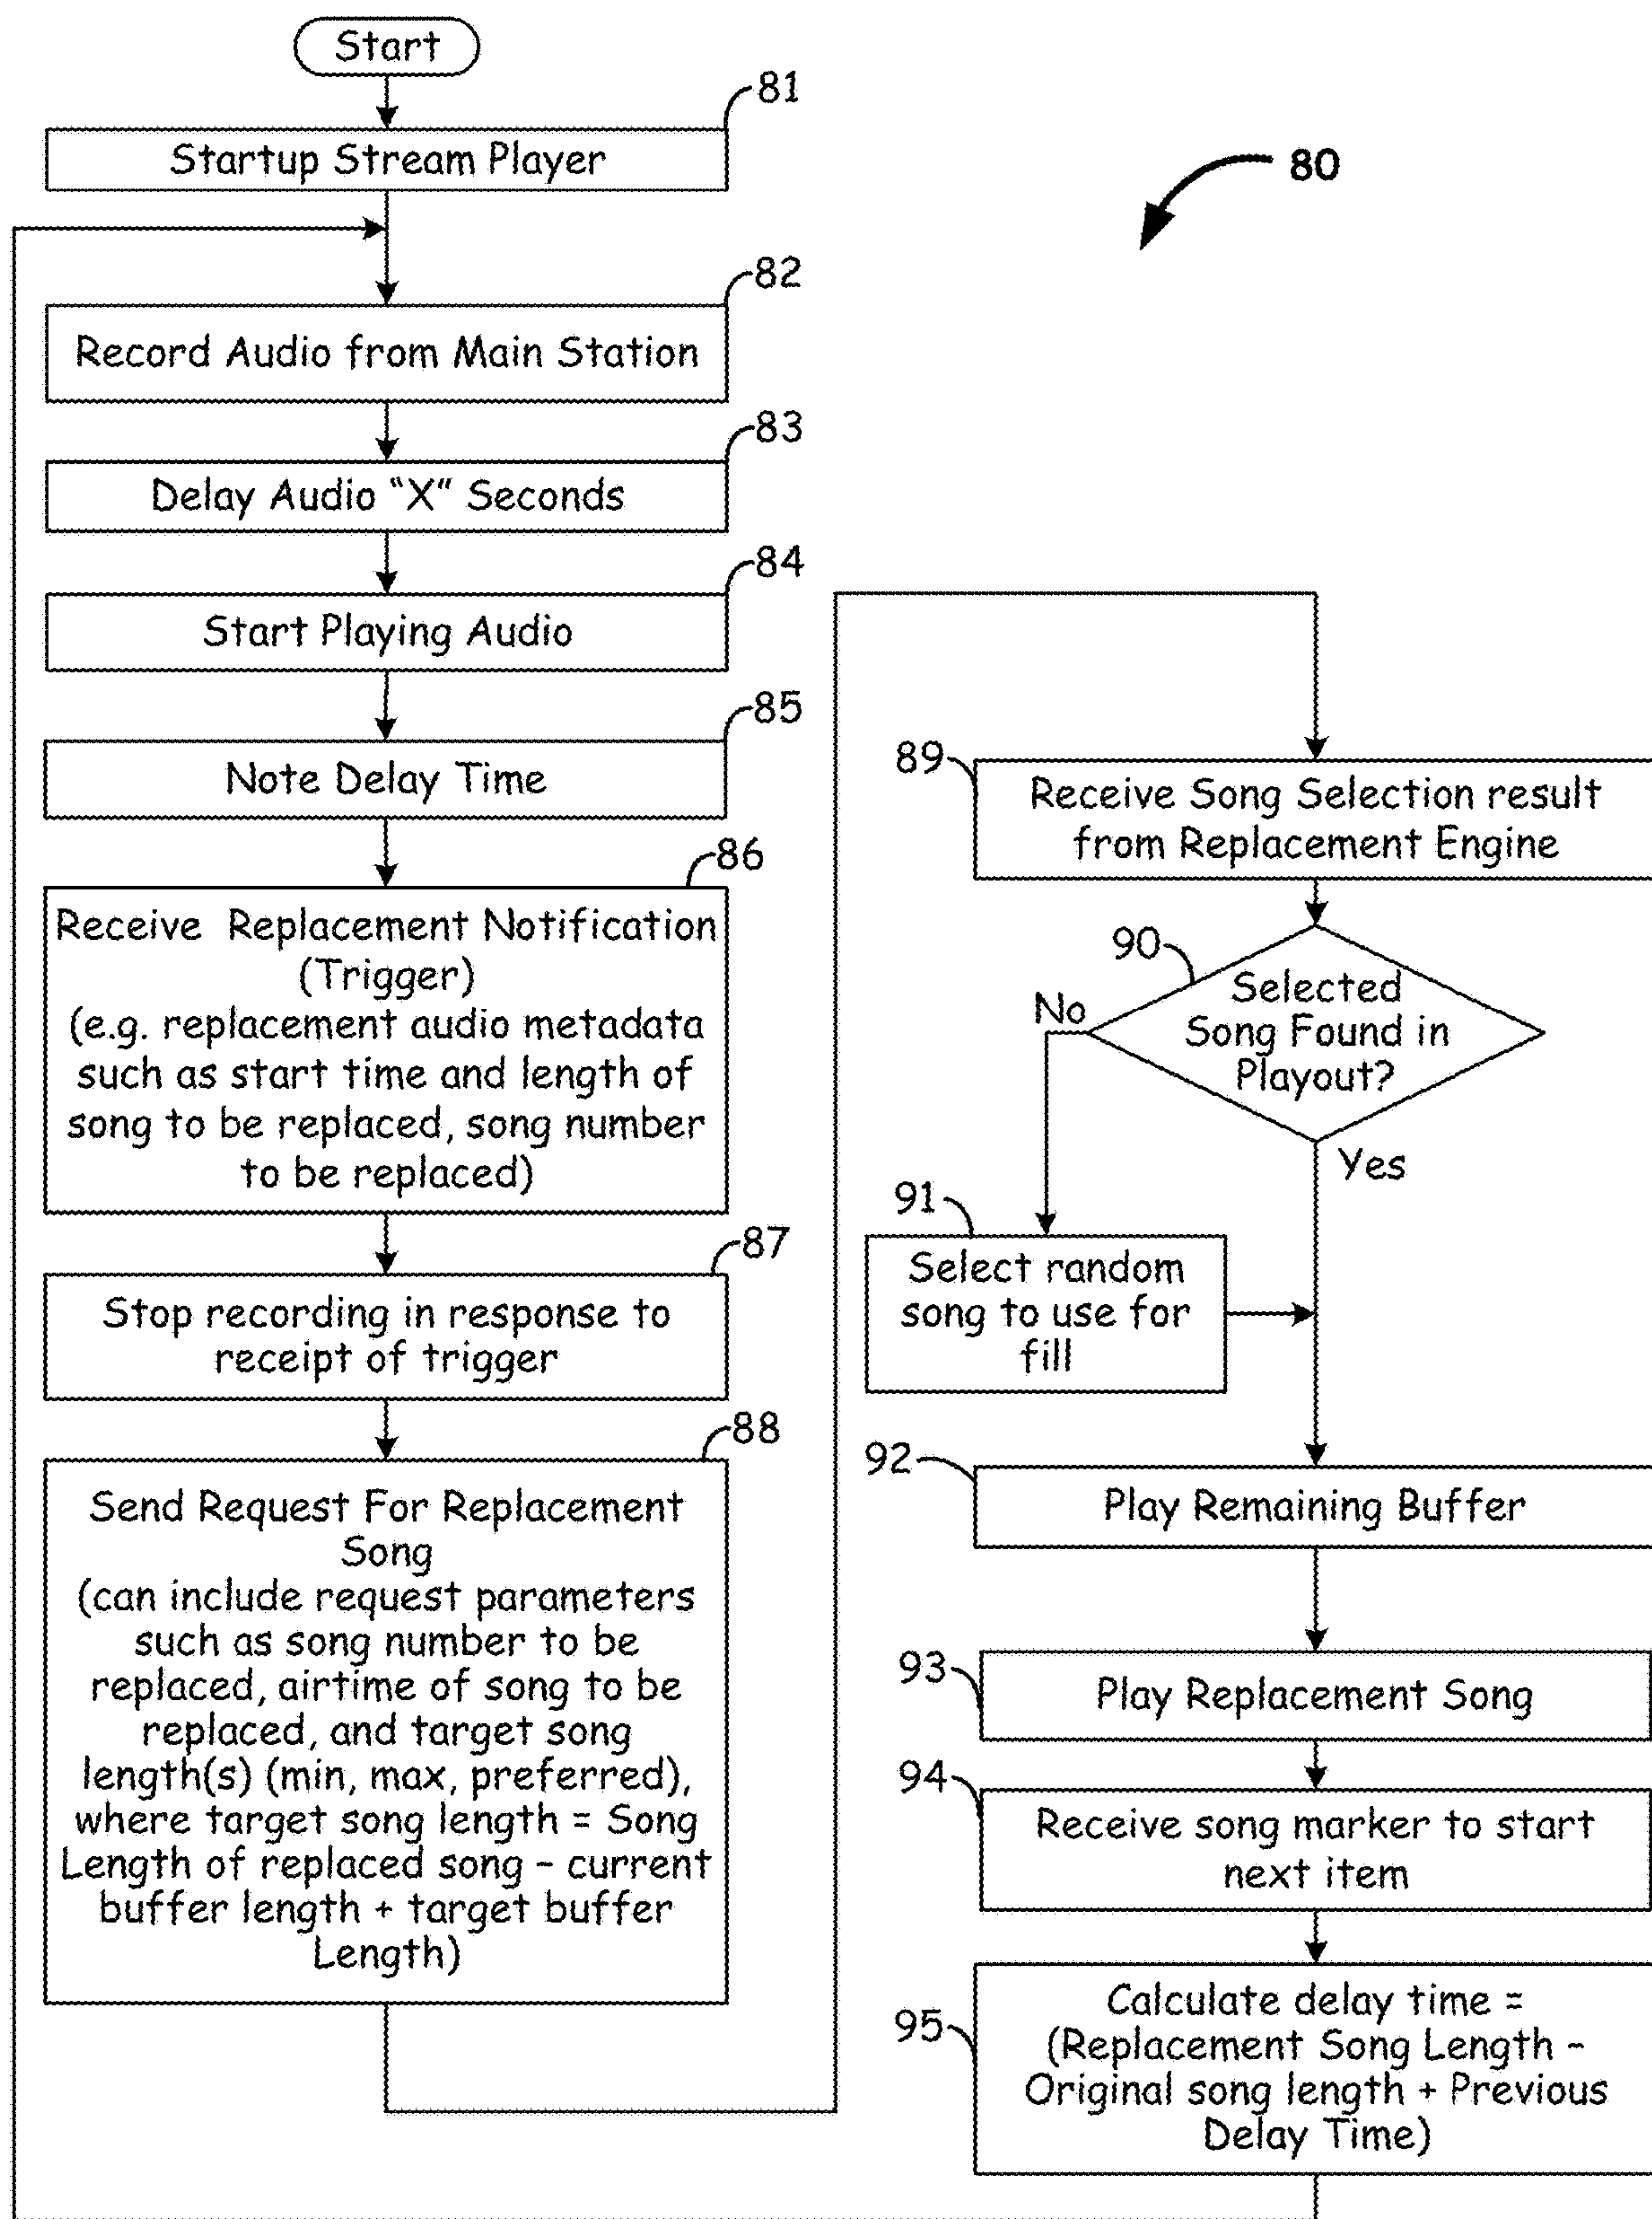 Start
81
Startup Stream Player
80
82
Record Audio from Main Station
83
Delay Audio “X” Seconds
84
Start Playing Audio
85
Note Delay Time
86
Receive Replacement Notification
(Trigger)
(e.g. replacement audio metadata
such as start time and length of
song to be replaced, song number
to be replaced)
87
Stop recording in response to
receipt of trigger
88
Send Request For Replacement
Song
(can include request parameters
such as song number to be
replaced, airtime of song to be
replaced, and target song
length(s) (min, max, preferred),
where target song length = Song
Length of replaced song – current
buffer length + target buffer
Length)
89
Receive Song Selection result
from Replacement Engine
90
Selected
Song Found in
Playout?
No
Yes
91
Select random
song to use for
fill
92
Play Remaining Buffer
93
Play Replacement Song
94
Receive song marker to start
next item
95
Calculate delay time =
(Replacement Song Length –
Original song length + Previous
Delay Time)